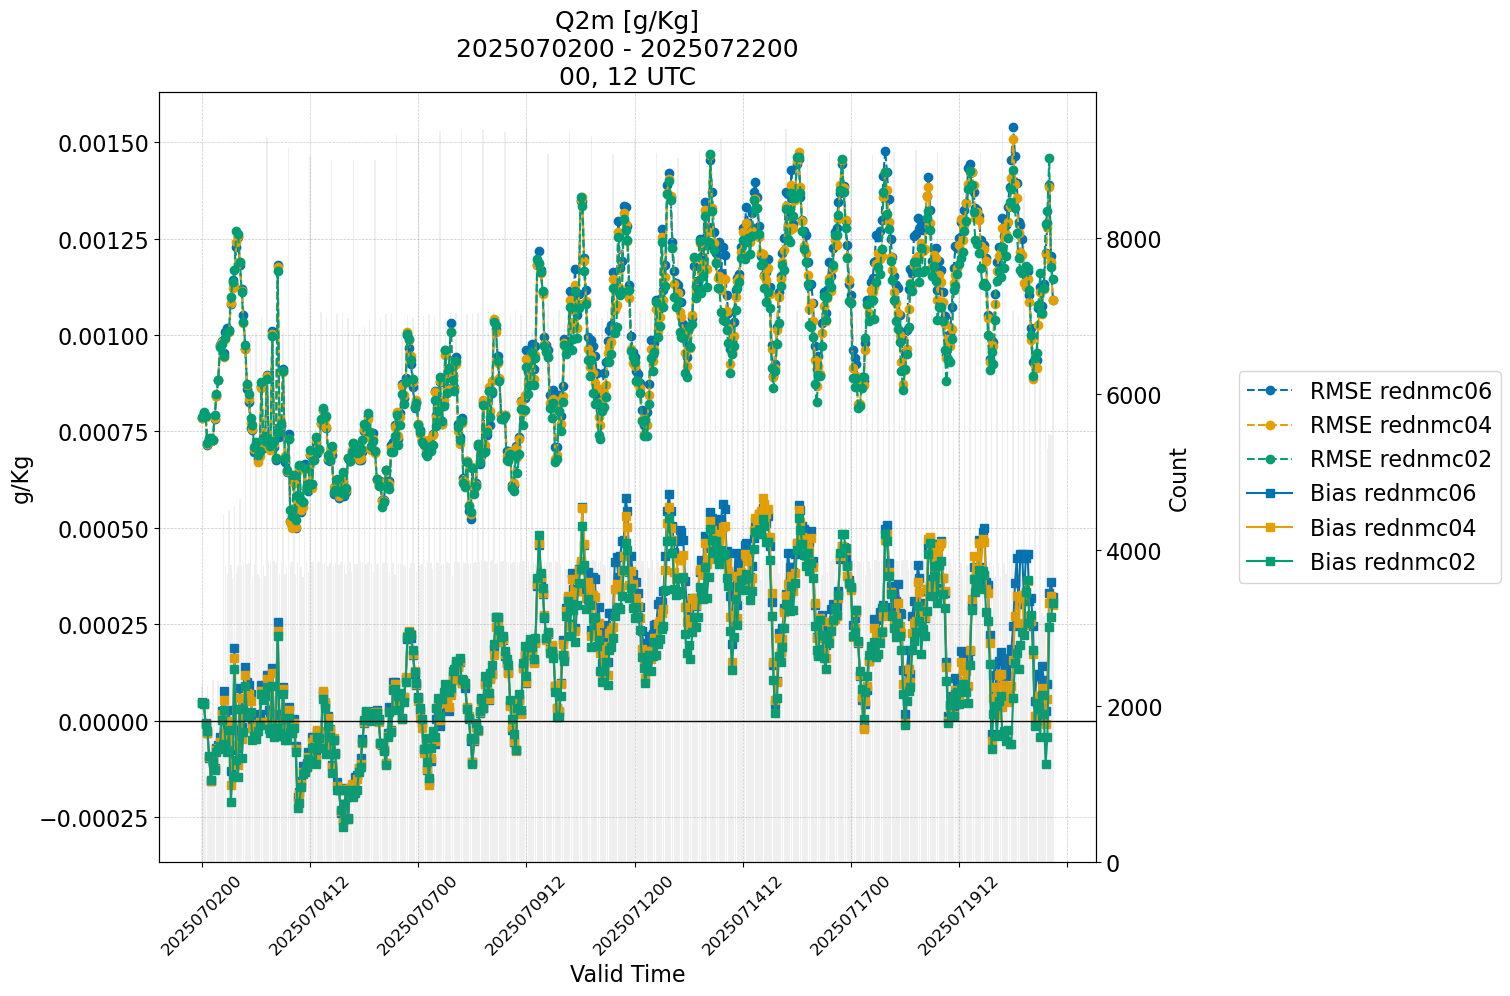 Q2m [g/Kg]
2025070200 - 2025072200
00, 12 UTC
0.00150
0.00125
0.00100
0.00075
0.00050
0.00025
0.00000
−0.00025
g/Kg
8000
6000
4000
2000
0
Count
2025070200
2025070412
2025070700
2025070912
2025071200
2025071412
2025071700
2025071912
Valid Time
RMSE rednmc06
RMSE rednmc04
RMSE rednmc02
Bias rednmc06
Bias rednmc04
Bias rednmc02